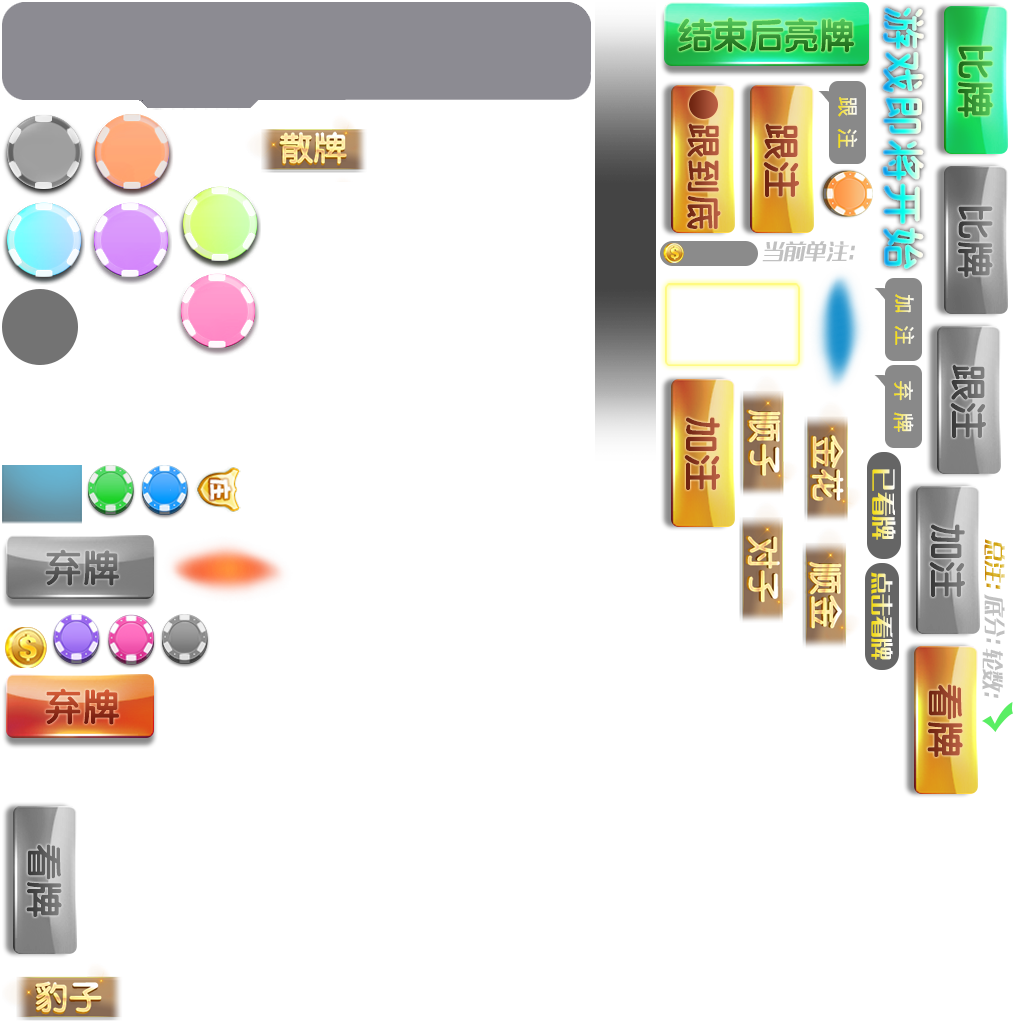 结束后亮牌
游戏即将开始
比牌
散牌
跟到底
跟注
跟 注
当前单注:
比牌
加 注
弃 牌
跟注
加注
顺子
金花
已看牌
加注
庄
弃牌
对子
顺金
点击看牌
总注:
底分:
轮数:
弃牌
看牌
看牌
豹子